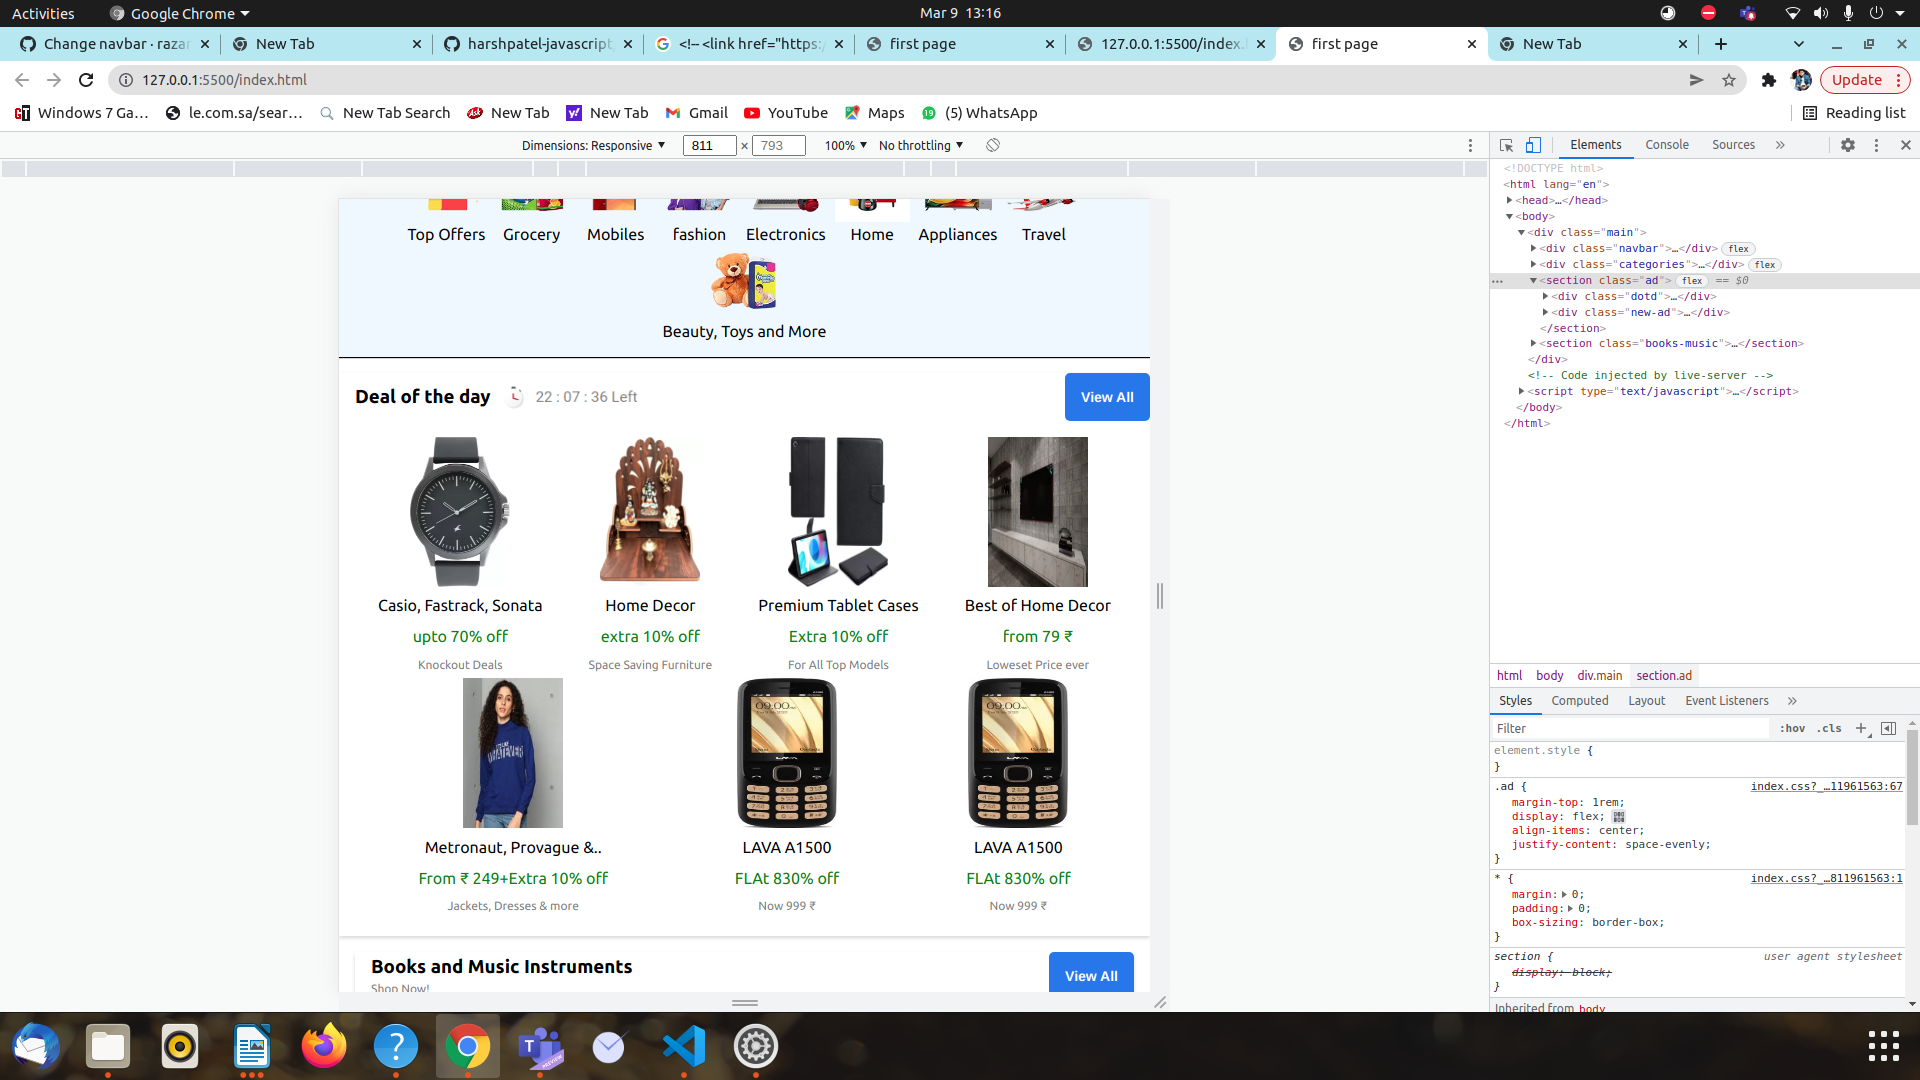 Activities
Google Chrome
Mar 9 13:16
Change navbar · razar
New Tab
harshpatel-javascript
<!-- <link href="https:/
first page
127.0.0.1:5500/index.
first page
New Tab
127.0.0.1:5500/index.html
Update
Windows 7 Ga...
le.com.sa/sear...
New Tab Search
New Tab
New Tab
Gmail
YouTube
Maps
(5) WhatsApp
Reading list
Dimensions: Responsive
811
×
793
100%
No throttling
Elements
Console
Sources
Top Offers
Grocery
Mobiles
fashion
Electronics
Home
Appliances
Travel
Beauty, Toys and More
Deal of the day
22 : 07 : 36 Left
View All
Casio, Fastrack, Sonata
upto 70% off
Knockout Deals
Home Decor
extra 10% off
Space Saving Furniture
Premium Tablet Cases
Extra 10% off
For All Top Models
Best of Home Decor
from 79 ₹
Loweset Price ever
WHATEVER
Metronaut, Provague &..
From ₹ 249+Extra 10% off
Jackets, Dresses & more
09:00
LAVA A1500
FLAt 830% off
Now 999 ₹
09:00
LAVA A1500
FLAt 830% off
Now 999 ₹
Books and Music Instruments
Shop Now!
View All
<!DOCTYPE html>
<html lang="en">
<head>…</head>
<body>
<div class="main">
<div class="navbar">…</div> flex
<div class="categories">…</div> flex
<section class="ad"> flex == $0
<div class="dotd">…</div>
<div class="new-ad">…</div>
</section>
<section class="books-music">…</section>
</div>
<!-- Code injected by live-server -->
<script type="text/javascript">…</script>
</body>
</html>
html body div.main section.ad
Styles Computed Layout Event Listeners
Filter
:hov .cls
element.style {
}
.ad {
index.css?_…11961563:67
margin-top: 1rem;
display: flex;
align-items: center;
justify-content: space-evenly;
}
* {
index.css?_…811961563:1
margin: 0;
padding: 0;
box-sizing: border-box;
}
section {
user agent stylesheet
display: block;
}
Inherited from body